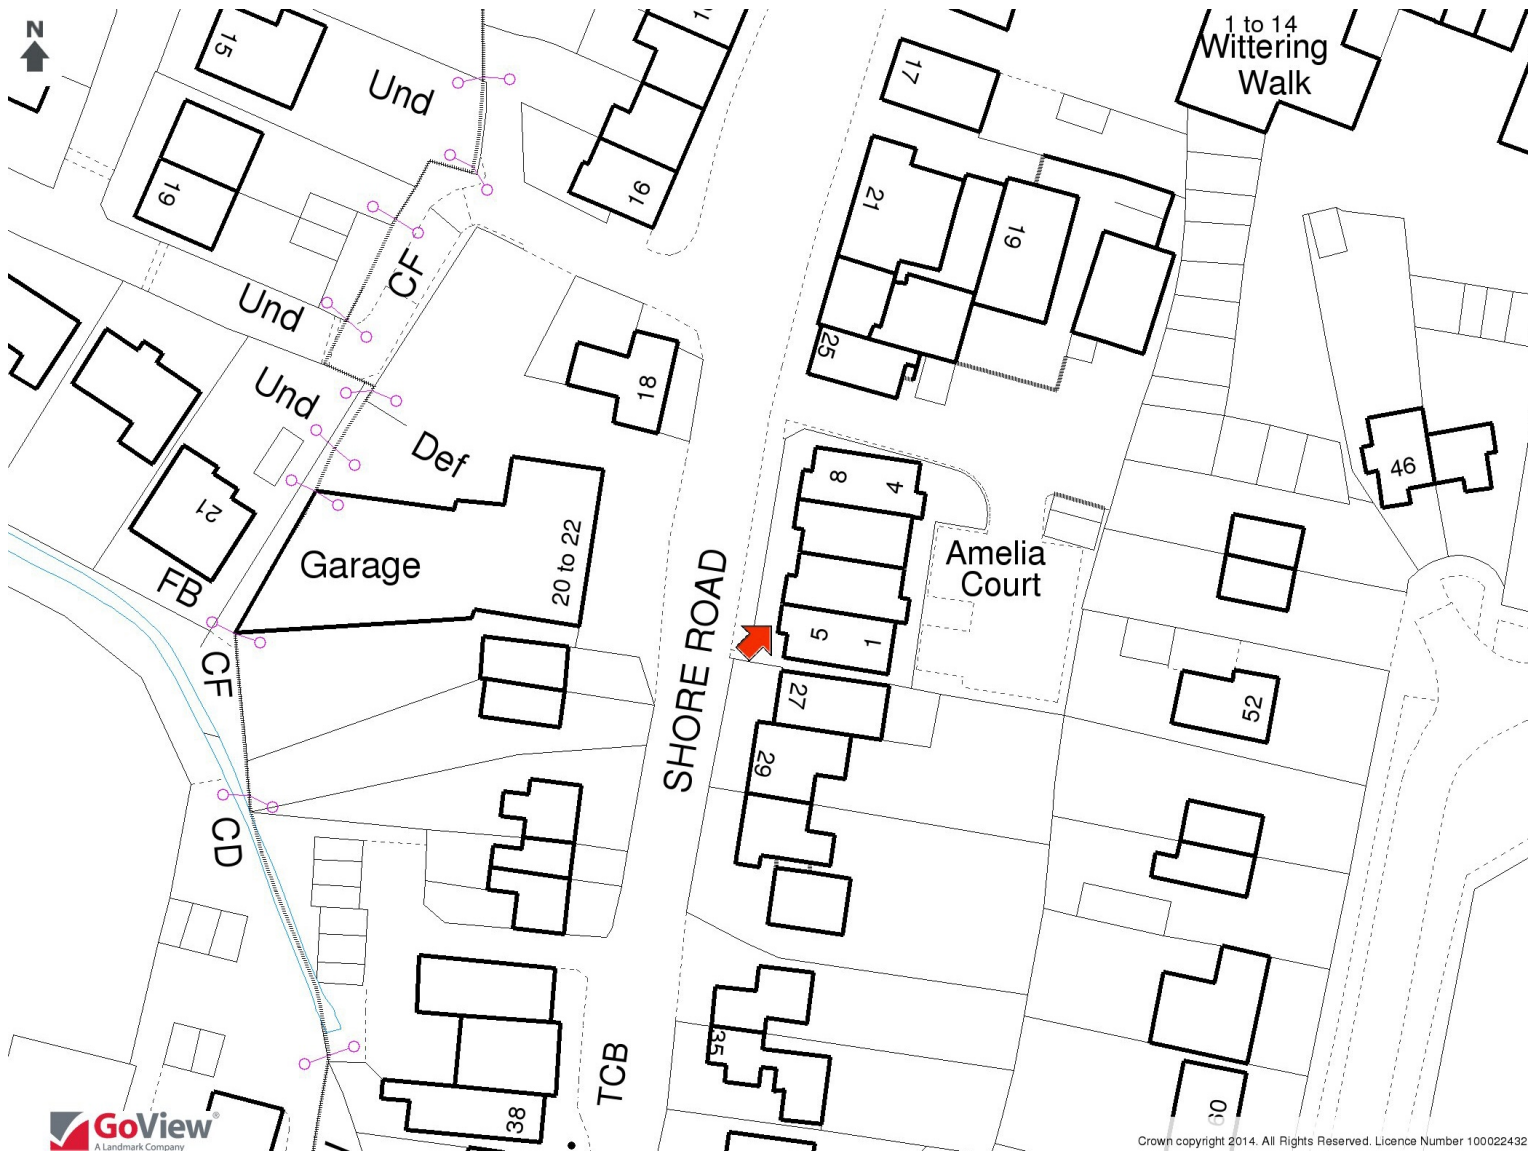 N
15
Und
17
1 to 14
Wittering
Walk
19
16
21
19
CF
Und
25
18
Und
Def
8
4
46
21
Garage
20 to 22
Amelia
Court
FB
SHORE ROAD
5
1
CF
27
52
29
CD
35
TCB
38
60
GoView®
A Landmark Company
Crown copyright 2014. All Rights Reserved. Licence Number 100022432